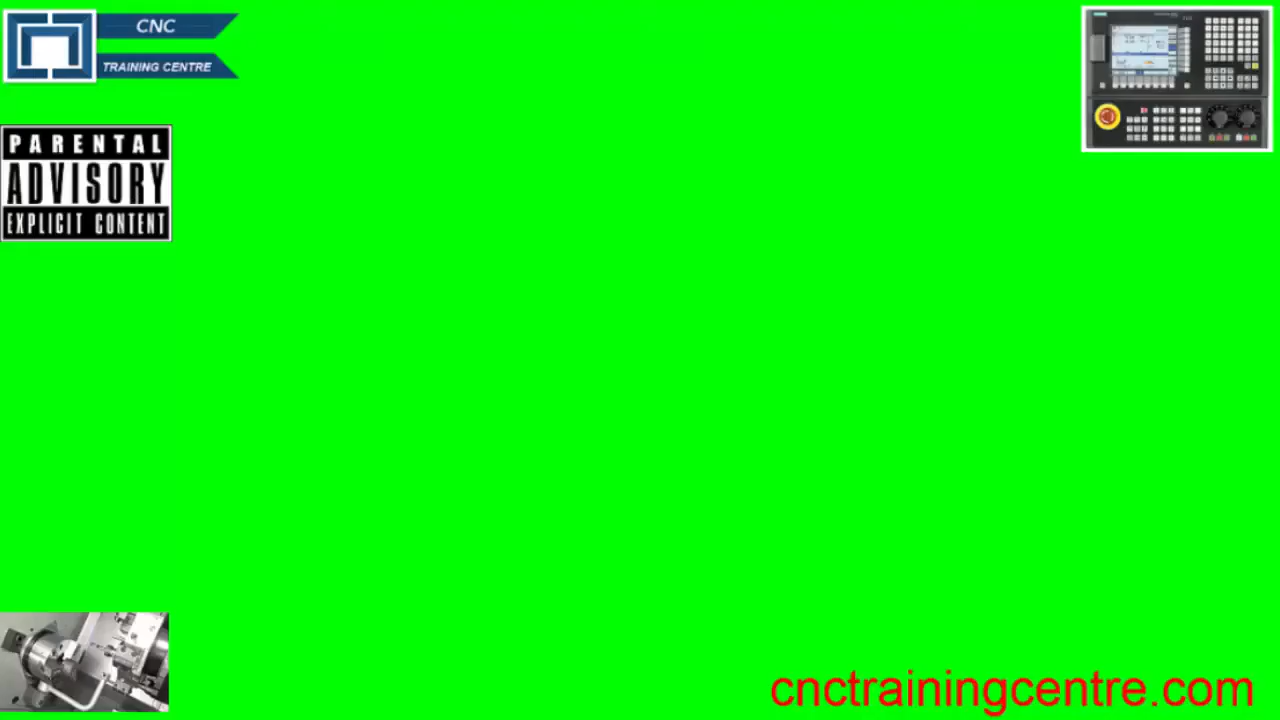 CNC
TRAINING CENTRE
PARENTAL
ADVISORY
EXPLICIT CONTENT
cnctrainingcentre.com